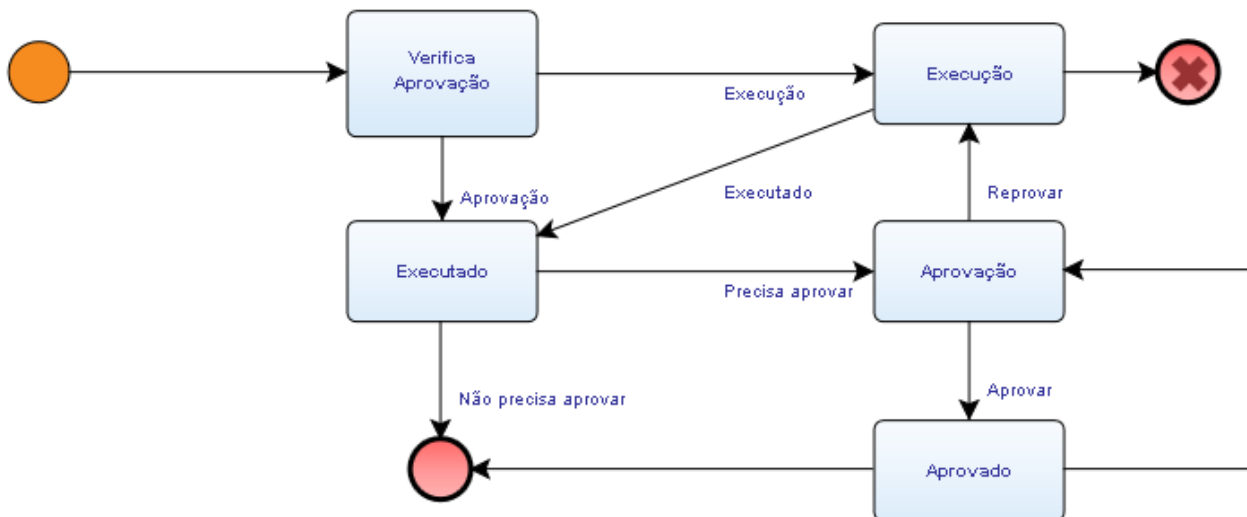 Verifica
Aprovação
Execução
Execução
Aprovação
Executado
Reprovar
Executado
Precisa aprovar
Aprovação
Não precisa aprovar
Aprovar
Aprovado